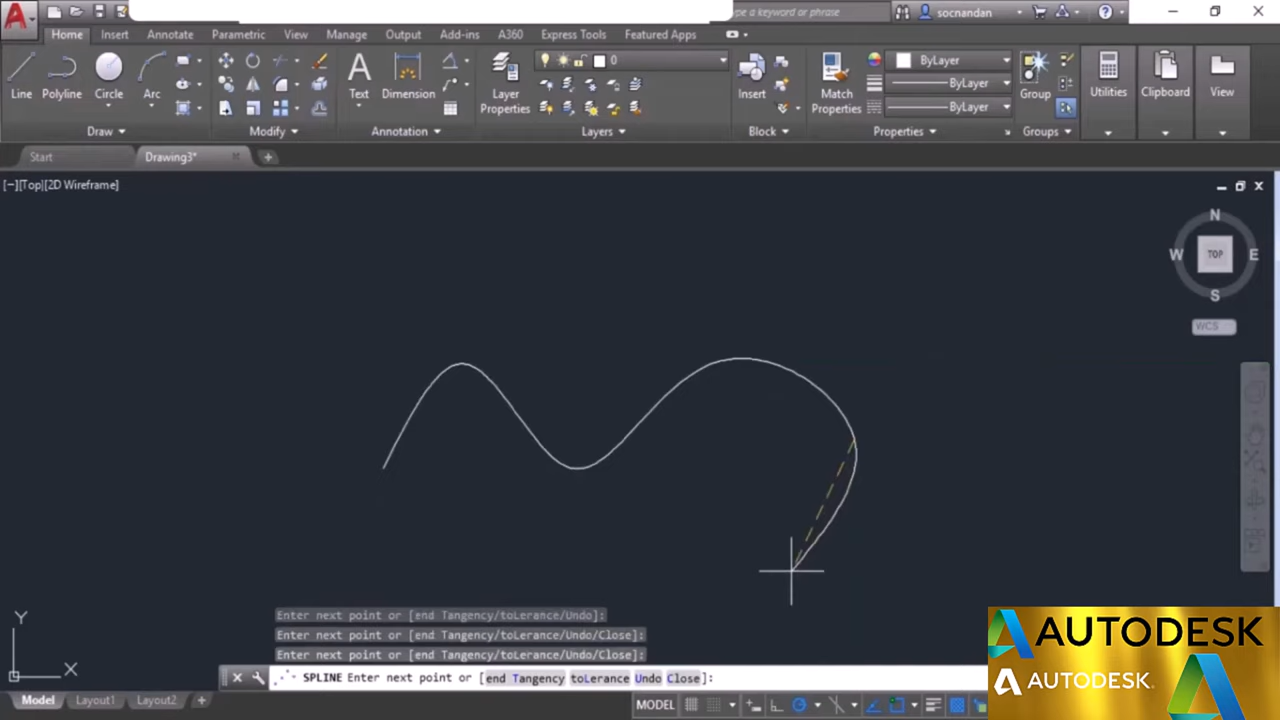 pe a keyword or phrase
socnandan
Home Insert Annotate Parametric View Manage Output Add-ins A360 Express Tools Featured Apps
0
ByLayer
ByLayer
ByLayer
Line Polyline Circle Arc Text Dimension Layer Properties Insert Match Properties Group Utilities Clipboard View
Draw Modify Annotation Layers Block Properties Groups
Start Drawing3*
[−][Top][2D Wireframe]
N
W TOP E
S
WCS
Y
X
Enter next point or [end Tangency/toLerance/Undo]:
Enter next point or [end Tangency/toLerance/Undo/Close]:
Enter next point or [end Tangency/toLerance/Undo/Close]:
SPLINE Enter next point or [end Tangency toLerance Undo Close]:
Model Layout1 Layout2
MODEL
AUTODESK
AUTODESK.